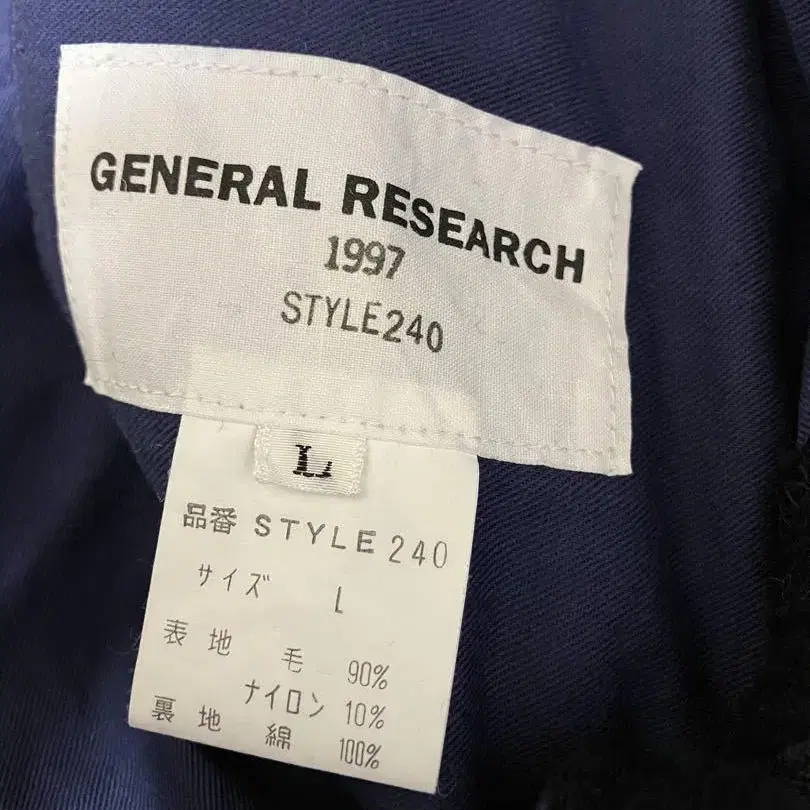 GENERAL RESEARCH
1997
STYLE240
L
品番 STYLE 240
サイズ L
表地 毛 90%
ナイロン 10%
裏地 綿 100%